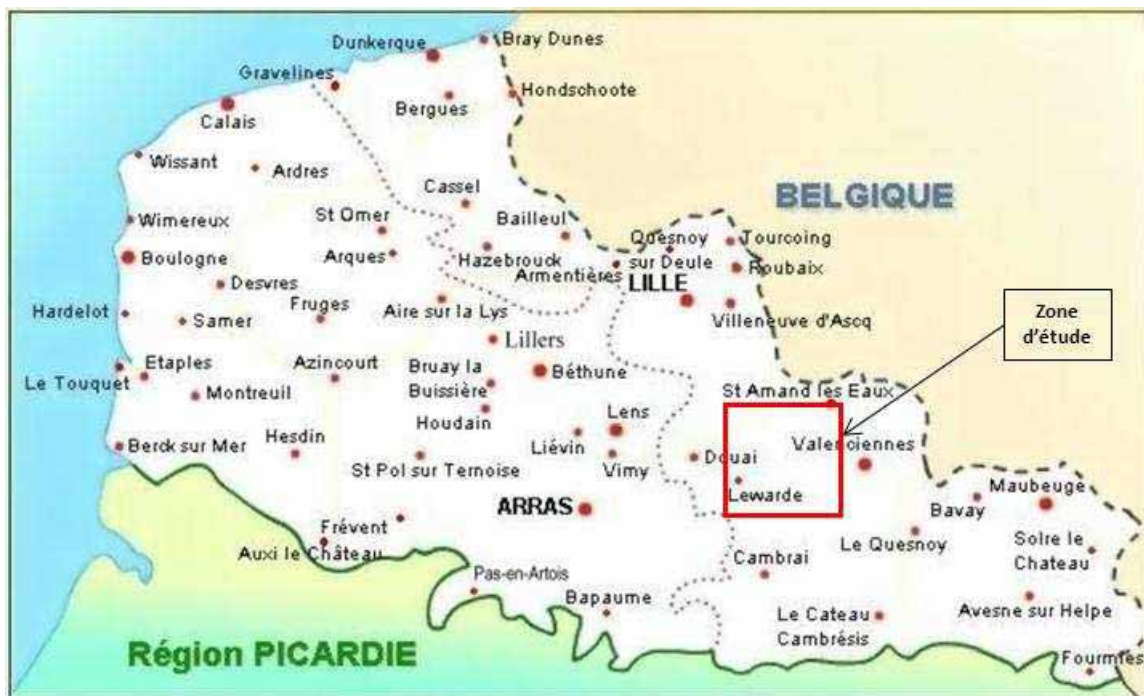 Dunkerque
Bray Dunes
Gravelines
Hondschoote
Bergues
Calais
Wissant
Ardres
Cassel
BELGIQUE
Wimereux
St Omer
Bailleul
Quesnoy
sur Deule
Tourcoing
Boulogne
Arques
Hazebrouck
Armentières
Roubaix
LILLE
Desvres
Hardelot
Samer
Fruges
Aire sur la Lys
Villeneuve d'Ascq
Zone
d'étude
Lillers
Etaples
Azincourt
Bruay la
Buissière
Béthune
Le Touquet
Montreuil
St Amand les Eaux
Houdain
Lens
Berck sur Mer
Hesdin
Liévin
Valenciennes
St Pol sur Ternoise
Vimy
Douai
Lewarde
Maubeuge
ARRAS
Bavay
Frévent
Le Quesnoy
Solre le
Chateau
Auxi le Château
Cambrai
Pas-en-Artois
Bapaume
Le Cateau
Cambrésis
Avesne sur Helpe
Région PICARDIE
Fourmies